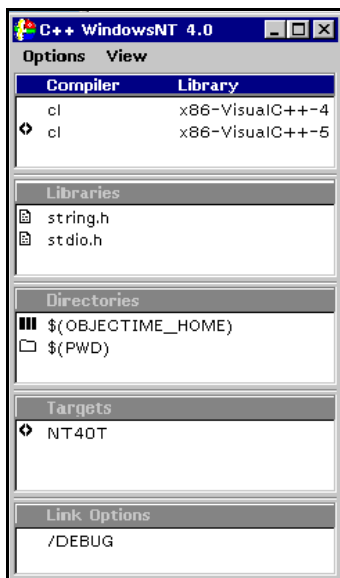 C++ WindowsNT 4.0
Options View
Compiler Library
cl x86-VisualC++-4
cl x86-VisualC++-5
Libraries
string.h
stdio.h
Directories
$(OBJECTIME_HOME)
$(PWD)
Targets
NT40T
Link Options
/DEBUG